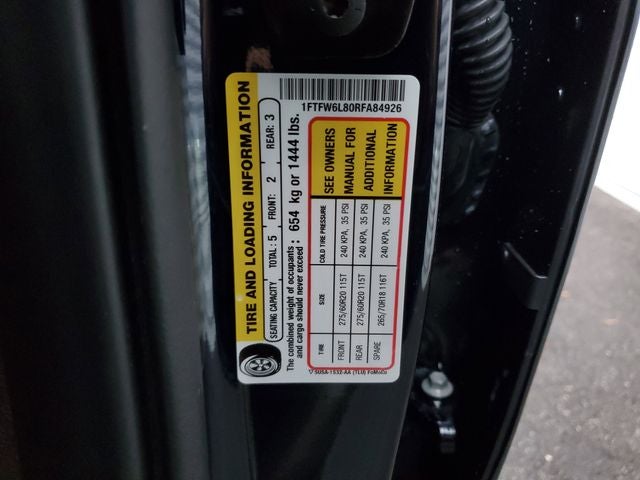 1FTFW6L80RFA84926
TIRE AND LOADING INFORMATION
SEATING CAPACITY TOTAL: 5 FRONT: 2 REAR: 3
The combined weight of occupants
and cargo should never exceed: 654 kg or 1444 lbs.
TIRE SIZE COLD TIRE PRESSURE
FRONT 275/60R20 115T 240 KPA, 35 PSI
REAR 275/60R20 115T 240 KPA, 35 PSI
SPARE 265/70R18 116T 240 KPA, 35 PSI
SEE OWNERS
MANUAL FOR
ADDITIONAL
INFORMATION